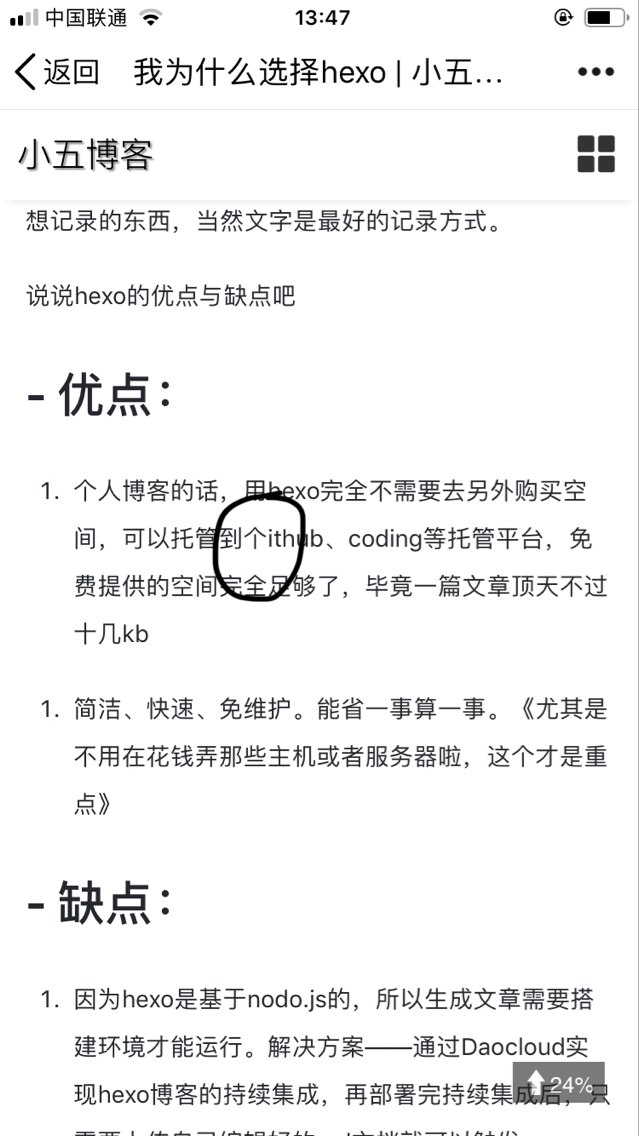 中国联通 13:47
返回 我为什么选择hexo | 小五...
小五博客
想记录的东西，当然文字是最好的记录方式。
说说hexo的优点与缺点吧
- 优点：
1. 个人博客的话，用hexo完全不需要去另外购买空
间，可以托管到个ithub、coding等托管平台，免
费提供的空间完全足够了，毕竟一篇文章顶天不过
十几kb
1. 简洁、快速、免维护。能省一事算一事。《尤其是
不用在花钱弄那些主机或者服务器啦，这个才是重
点》
- 缺点：
1. 因为hexo是基于nodo.js的，所以生成文章需要搭
建环境才能运行。解决方案——通过Daocloud实
现hexo博客的持续集成，再部署完持续集成后，只
24%